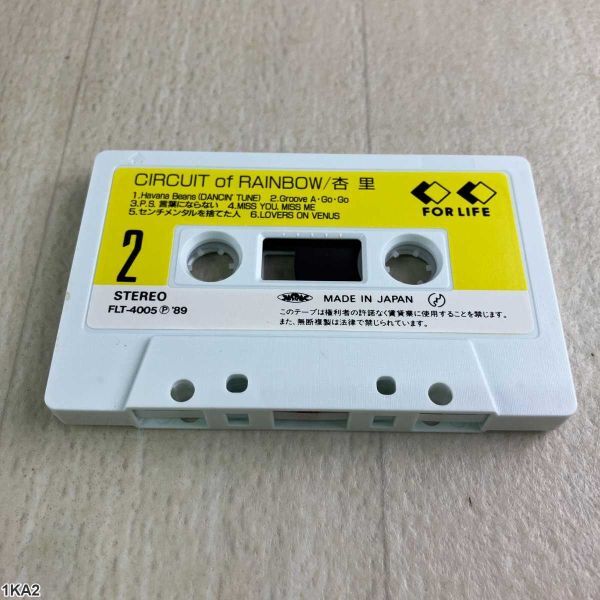 CIRCUIT of RAINBOW/杏 里
1.Havana Beans (DANCIN' TUNE) 2.Groove A・Go・Go
3.P.S. 言葉にならない 4.MISS YOU, MISS ME
5.センチメンタルを捨てた人 6.LOVERS ON VENUS
FOR LIFE
2
STEREO
FLT-4005 Ⓟ '89
MADE IN JAPAN
このテープは権利者の許諾なく賃貸業に使用することを禁じます。
また、無断複製は法律で禁じられています。
1KA2